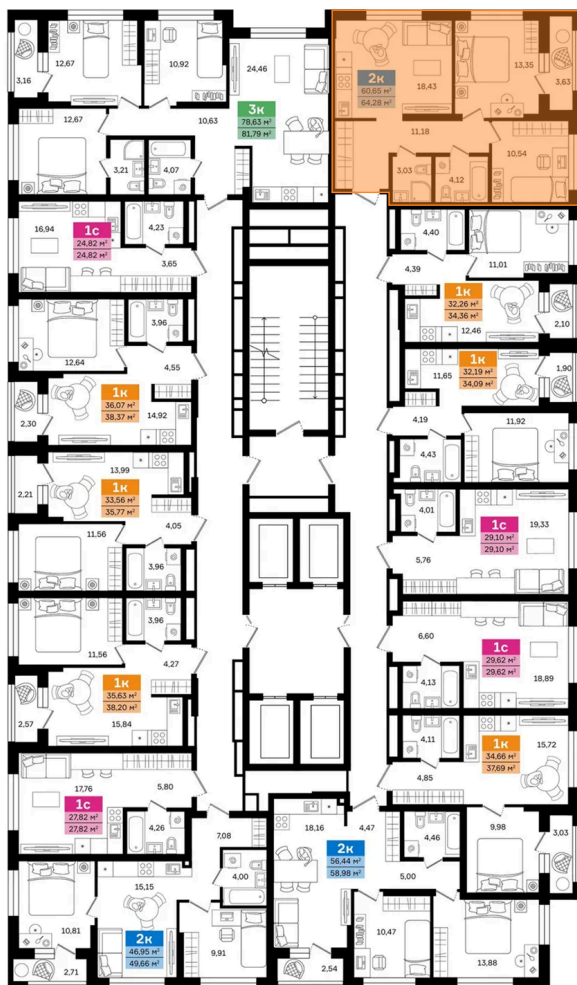 3,16
12,67
10,92
24,46
2к
60,65 м²
64,28 м²
18,43
13,35
3,63
12,67
10,63
3к
78,63 м²
81,79 м²
11,18
3,21
4,07
3,03
4,12
10,54
16,94
1с
24,82 м²
24,82 м²
4,23
3,65
4,40
11,01
4,39
1к
32,26 м²
34,36 м²
12,46
2,10
3,96
12,64
4,55
1к
36,07 м²
38,37 м²
14,92
2,30
11,65
1к
32,19 м²
34,09 м²
1,90
4,19
11,92
4,43
13,99
2,21
1к
33,56 м²
35,77 м²
4,05
11,56
3,96
4,01
1с
29,10 м²
29,10 м²
19,33
5,76
3,96
11,56
4,27
1к
35,63 м²
38,20 м²
15,84
2,57
6,60
1с
29,62 м²
29,62 м²
4,13
18,89
4,11
1к
34,66 м²
37,69 м²
15,72
4,85
17,76
5,80
1с
27,82 м²
27,82 м²
4,26
7,08
18,16
4,47
2к
56,44 м²
58,98 м²
4,46
9,98
3,03
5,00
4,00
15,15
10,81
2к
46,95 м²
49,66 м²
2,71
9,91
2,54
10,47
13,88